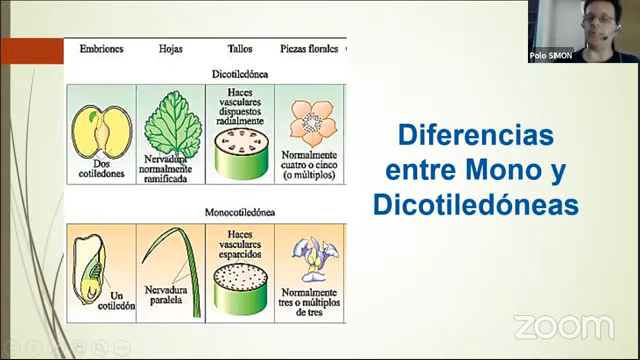 Embriones
Hojas
Tallos
Piezas florales
Dicotiledónea
Dos
cotiledones
Nervadura
normalmente
ramificada
Haces
vasculares
dispuestos
radialmente
Normalmente
cuatro o cinco
(o múltiplos)
Monocotiledónea
Un
cotiledón
Nervadura
paralela
Haces
vasculares
esparcidos
Normalmente
tres o múltiplos
de tres
Diferencias
entre Mono y
Dicotiledóneas
Polo SIMON
zoom